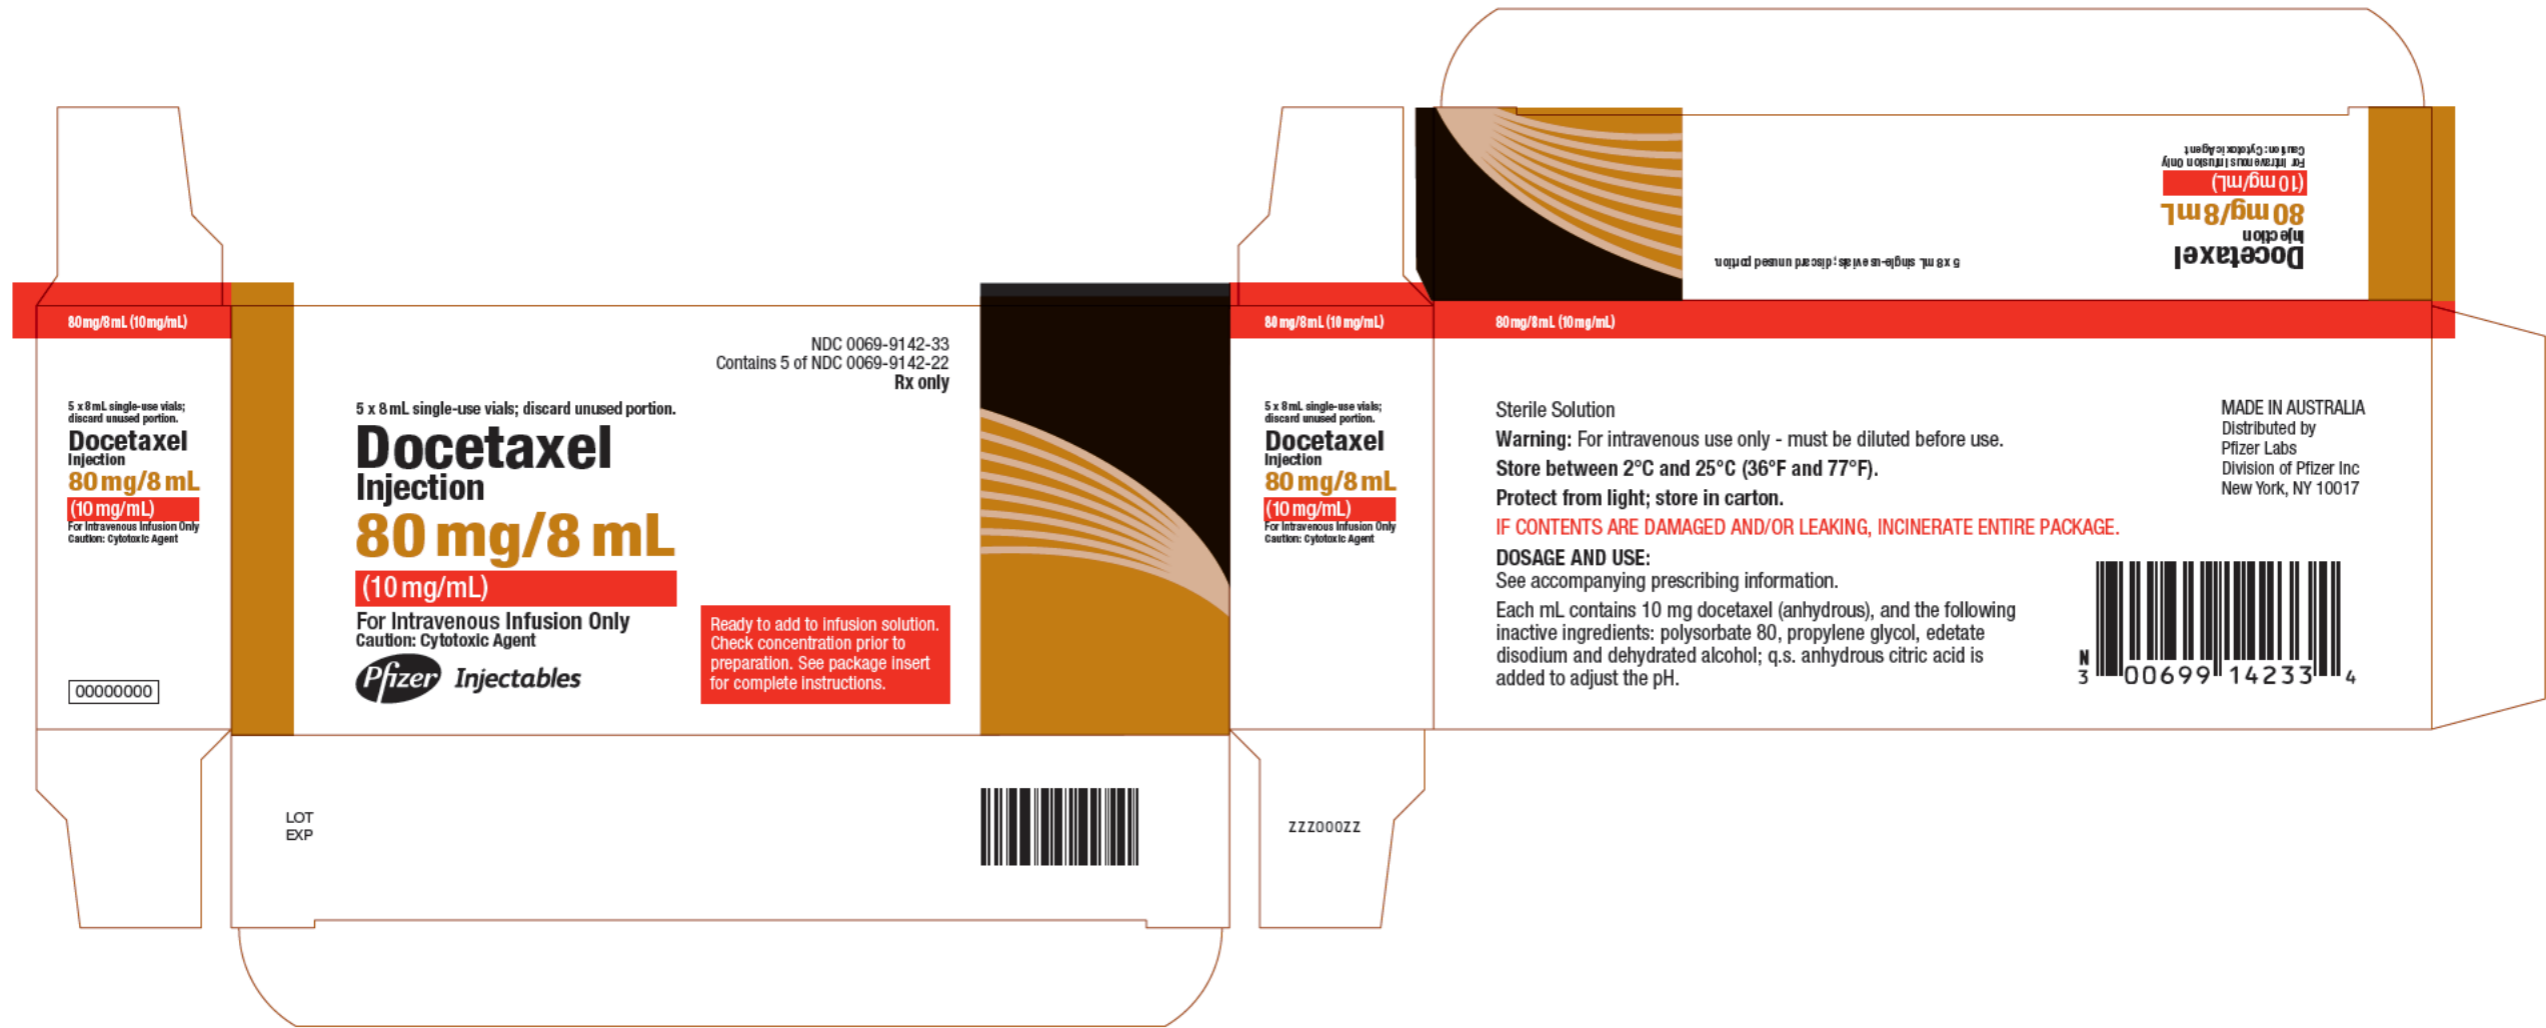 80 mg/8 mL (10 mg/mL)
5 x 8 mL single-use vials;
discard unused portion.
Docetaxel
Injection
80 mg/8 mL
(10 mg/mL)
For Intravenous Infusion Only
Caution: Cytotoxic Agent
00000000
NDC 0069-9142-33
Contains 5 of NDC 0069-9142-22
Rx only
5 x 8 mL single-use vials; discard unused portion.
Docetaxel
Injection
80 mg/8 mL
(10 mg/mL)
For Intravenous Infusion Only
Caution: Cytotoxic Agent
Pfizer Injectables
Ready to add to infusion solution.
Check concentration prior to
preparation. See package insert
for complete instructions.
LOT
EXP
80 mg/8 mL (10 mg/mL)
5 x 8 mL single-use vials;
discard unused portion.
Docetaxel
Injection
80 mg/8 mL
(10 mg/mL)
For Intravenous Infusion Only
Caution: Cytotoxic Agent
ZZZ000ZZ
Docetaxel
Injection
80 mg/8 mL
(10 mg/mL)
For Intravenous Infusion Only
Caution: Cytotoxic Agent
5 x 8 mL single-use vials; discard unused portion.
80 mg/8 mL (10 mg/mL)
Sterile Solution
Warning: For intravenous use only - must be diluted before use.
Store between 2°C and 25°C (36°F and 77°F).
Protect from light; store in carton.
IF CONTENTS ARE DAMAGED AND/OR LEAKING, INCINERATE ENTIRE PACKAGE.
DOSAGE AND USE:
See accompanying prescribing information.
Each mL contains 10 mg docetaxel (anhydrous), and the following
inactive ingredients: polysorbate 80, propylene glycol, edetate
disodium and dehydrated alcohol; q.s. anhydrous citric acid is
added to adjust the pH.
MADE IN AUSTRALIA
Distributed by
Pfizer Labs
Division of Pfizer Inc
New York, NY 10017
N
3 00699 14233 4